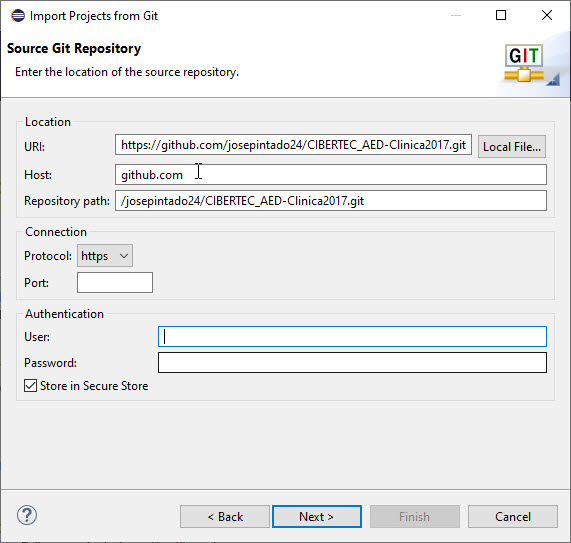 Import Projects from Git
Source Git Repository
Enter the location of the source repository.
GIT
Location
URI: https://github.com/josepintado24/CIBERTEC_AED-Clinica2017.git Local File...
Host: github.com
Repository path: /josepintado24/CIBERTEC_AED-Clinica2017.git
Connection
Protocol: https
Port:
Authentication
User:
Password:
Store in Secure Store
? < Back Next > Finish Cancel